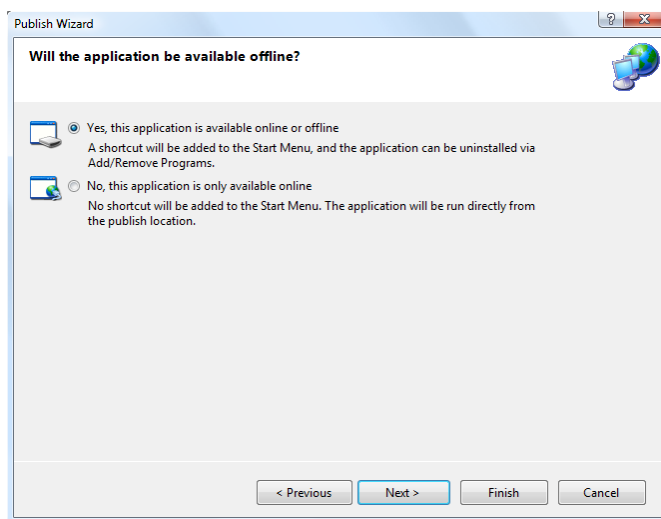 Publish Wizard
Will the application be available offline?
Yes, this application is available online or offline
A shortcut will be added to the Start Menu, and the application can be uninstalled via
Add/Remove Programs.
No, this application is only available online
No shortcut will be added to the Start Menu. The application will be run directly from
the publish location.
< Previous Next > Finish Cancel